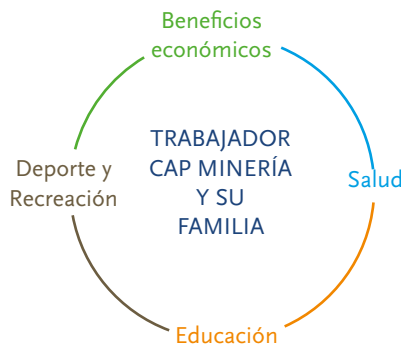 Beneficios
económicos
TRABAJADOR
CAP MINERÍA
Y SU
FAMILIA
Deporte y
Recreación
Salud
Educación